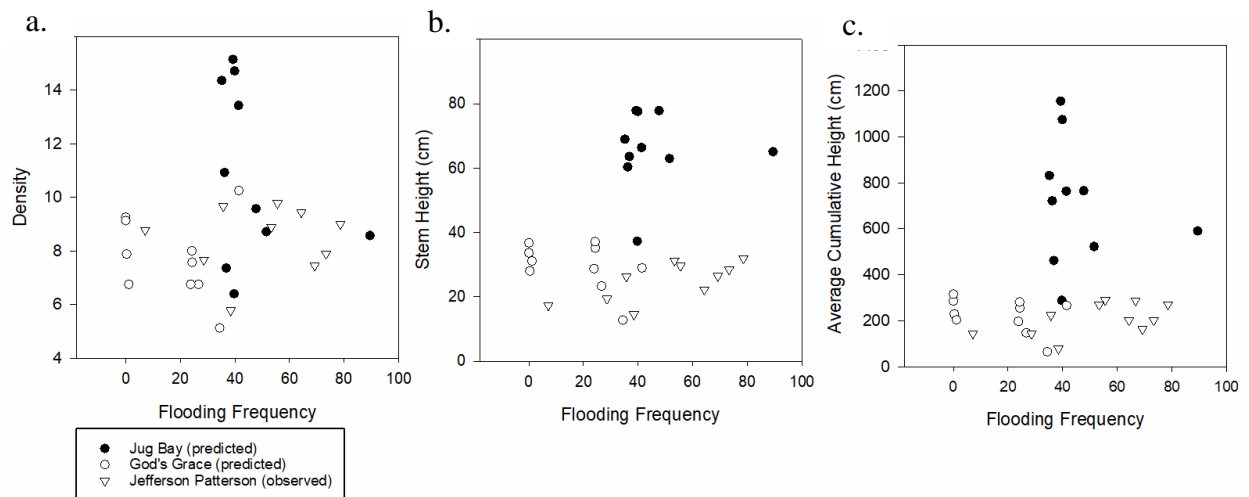 a.
Density
14
12
10
8
6
4
0 20 40 60 80 100
Flooding Frequency
Jug Bay (predicted)
God's Grace (predicted)
Jefferson Patterson (observed)
b.
Stem Height (cm)
80
60
40
20
0
0 20 40 60 80 100
Flooding Frequency
c.
Average Cumulative Height (cm)
1200
1000
800
600
400
200
0
0 20 40 60 80 100
Flooding Frequency